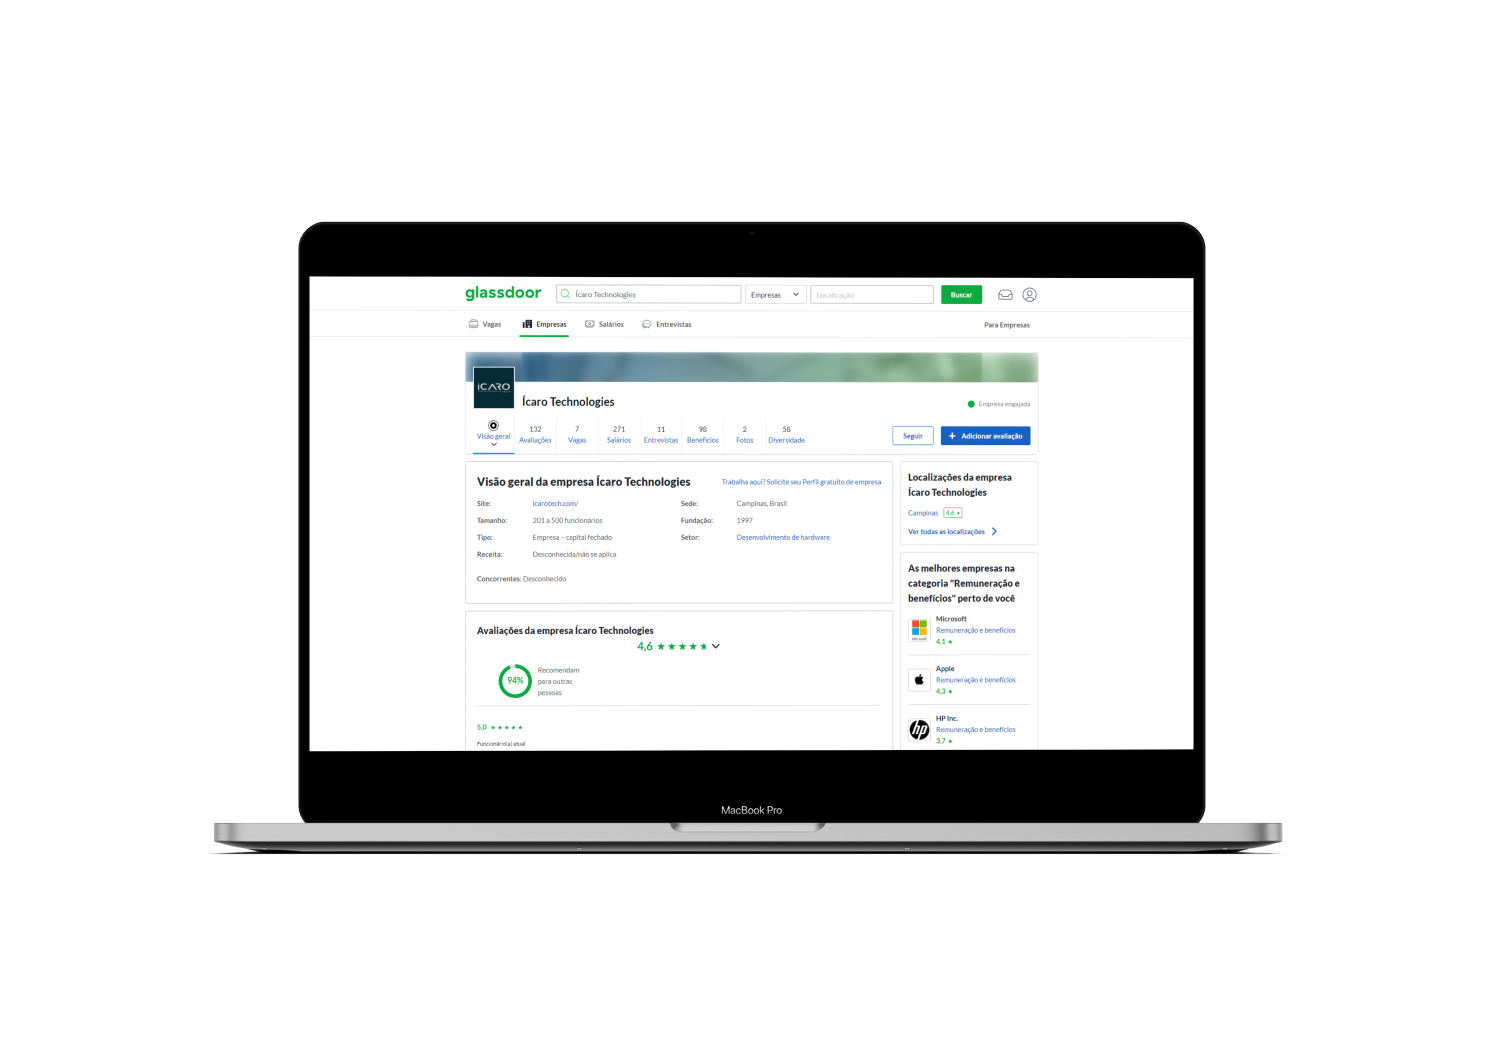 glassdoor
Ícaro Technologies
Empresas
Localização
Buscar
Vagas
Empresas
Salários
Entrevistas
Para Empresas
ICARO
Ícaro Technologies
Empresa engajada
Visão geral
132
Avaliações
7
Vagas
271
Salários
11
Entrevistas
98
Benefícios
2
Fotos
58
Diversidade
Seguir
+ Adicionar avaliação
Visão geral da empresa Ícaro Technologies
Trabalha aqui? Solicite seu Perfil gratuito de empresa
Site: icarotech.com/
Sede: Campinas, Brasil
Tamanho: 201 a 500 funcionários
Fundação: 1997
Tipo: Empresa – capital fechado
Setor: Desenvolvimento de hardware
Receita: Desconhecida/não se aplica
Concorrentes: Desconhecido
Localizações da empresa
Ícaro Technologies
Campinas 4.6 ★
Ver todas as localizações
As melhores empresas na
categoria "Remuneração e
benefícios" perto de você
Microsoft
Remuneração e benefícios
4,1 ★
Apple
Remuneração e benefícios
4,3 ★
HP Inc.
hp
Remuneração e benefícios
3,7 ★
Avaliações da empresa Ícaro Technologies
4,6 ★★★★★
94%
Recomendam
para outras
pessoas
5,0 ★★★★★
Funcionário(a) atual
MacBook Pro